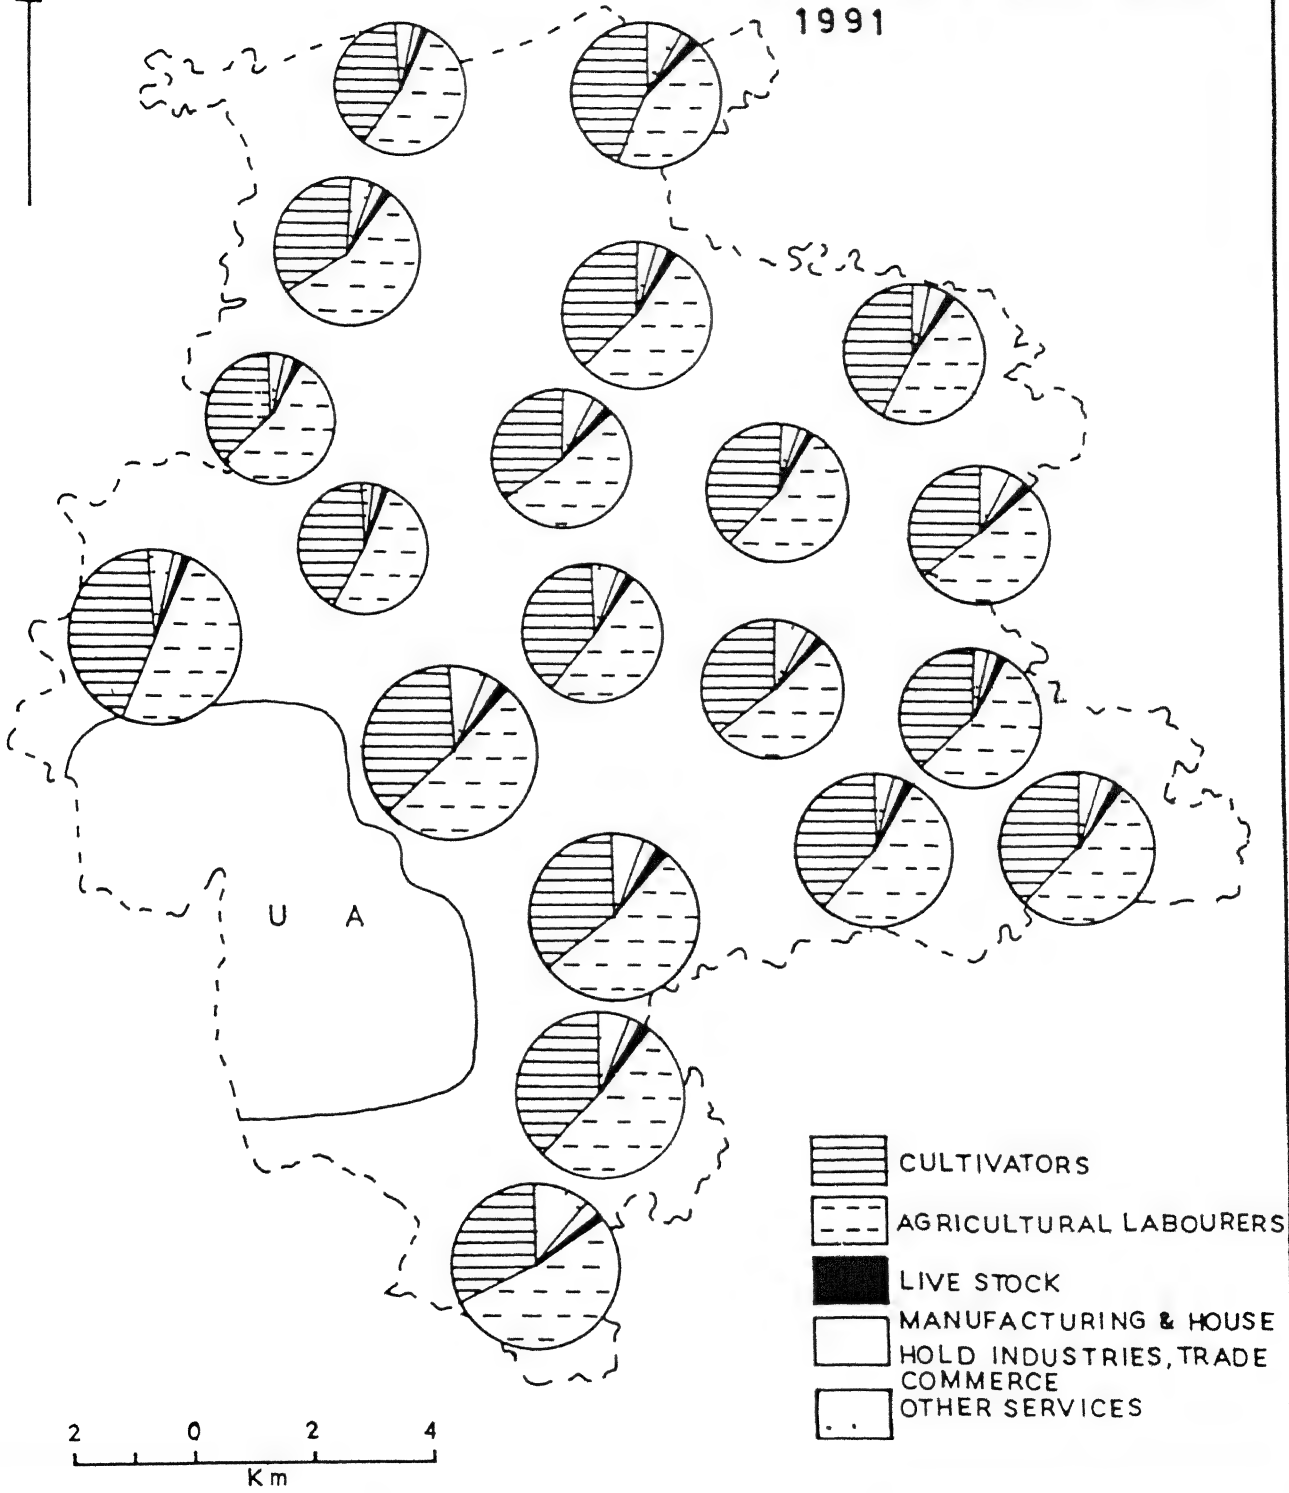 1991
U A
CULTIVATORS
AGRICULTURAL LABOURERS
LIVE STOCK
MANUFACTURING & HOUSE
HOLD INDUSTRIES, TRADE
COMMERCE
OTHER SERVICES
2 0 2 4
Km